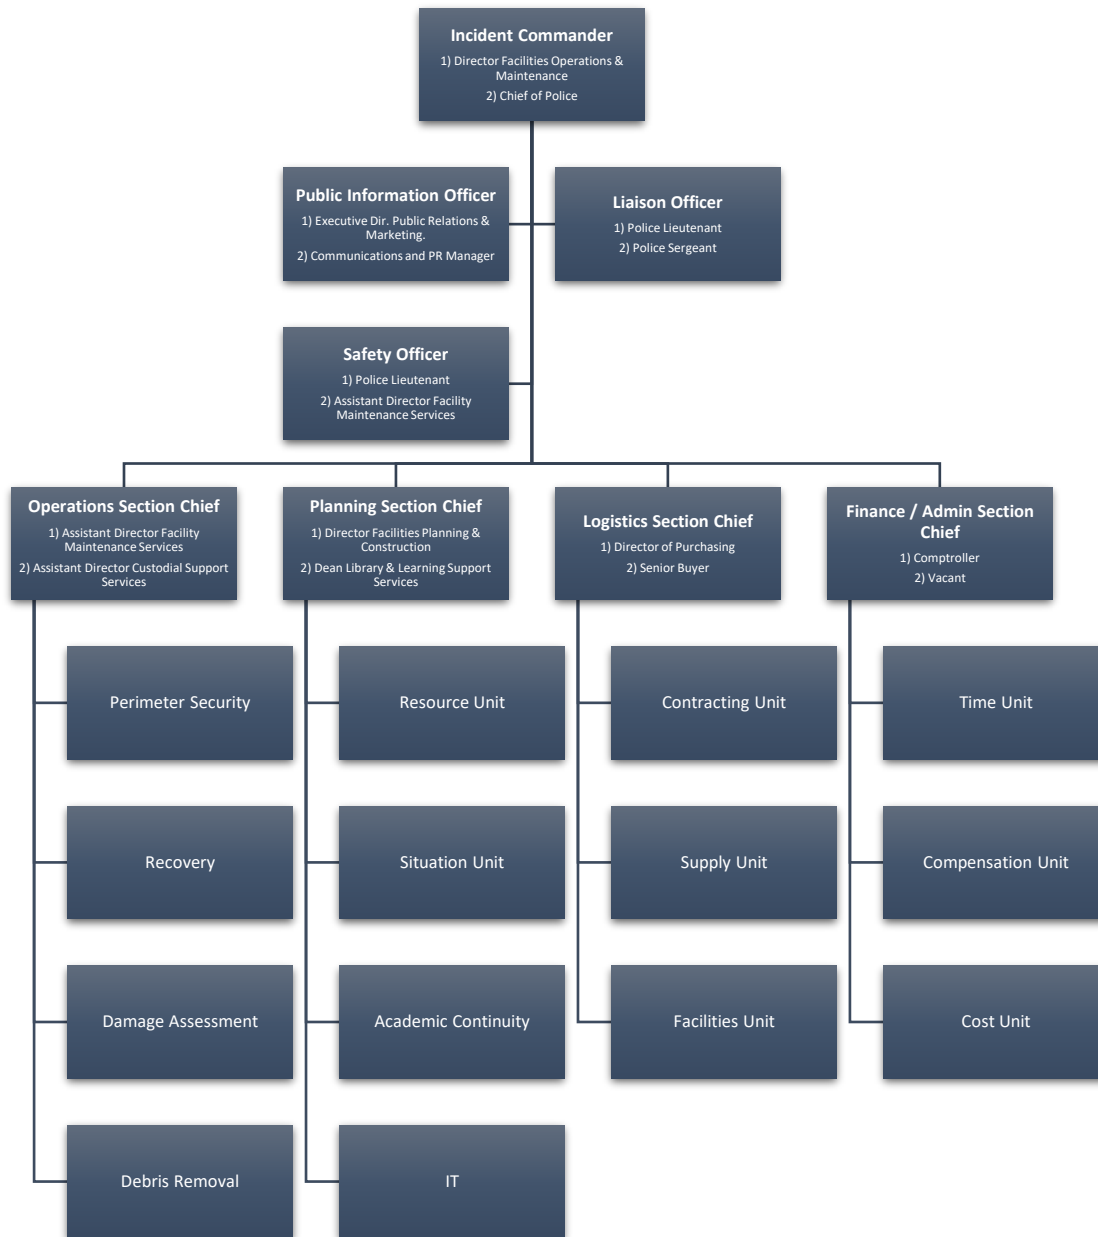 Incident Commander
1) Director Facilities Operations &
Maintenance
2) Chief of Police
Public Information Officer
1) Executive Dir. Public Relations &
Marketing.
2) Communications and PR Manager
Liaison Officer
1) Police Lieutenant
2) Police Sergeant
Safety Officer
1) Police Lieutenant
2) Assistant Director Facility
Maintenance Services
Operations Section Chief
1) Assistant Director Facility
Maintenance Services
2) Assistant Director Custodial Support
Services
Planning Section Chief
1) Director Facilities Planning &
Construction
2) Dean Library & Learning Support
Services
Logistics Section Chief
1) Director of Purchasing
2) Senior Buyer
Finance / Admin Section
Chief
1) Comptroller
2) Vacant
Perimeter Security
Resource Unit
Contracting Unit
Time Unit
Recovery
Situation Unit
Supply Unit
Compensation Unit
Damage Assessment
Academic Continuity
Facilities Unit
Cost Unit
Debris Removal
IT